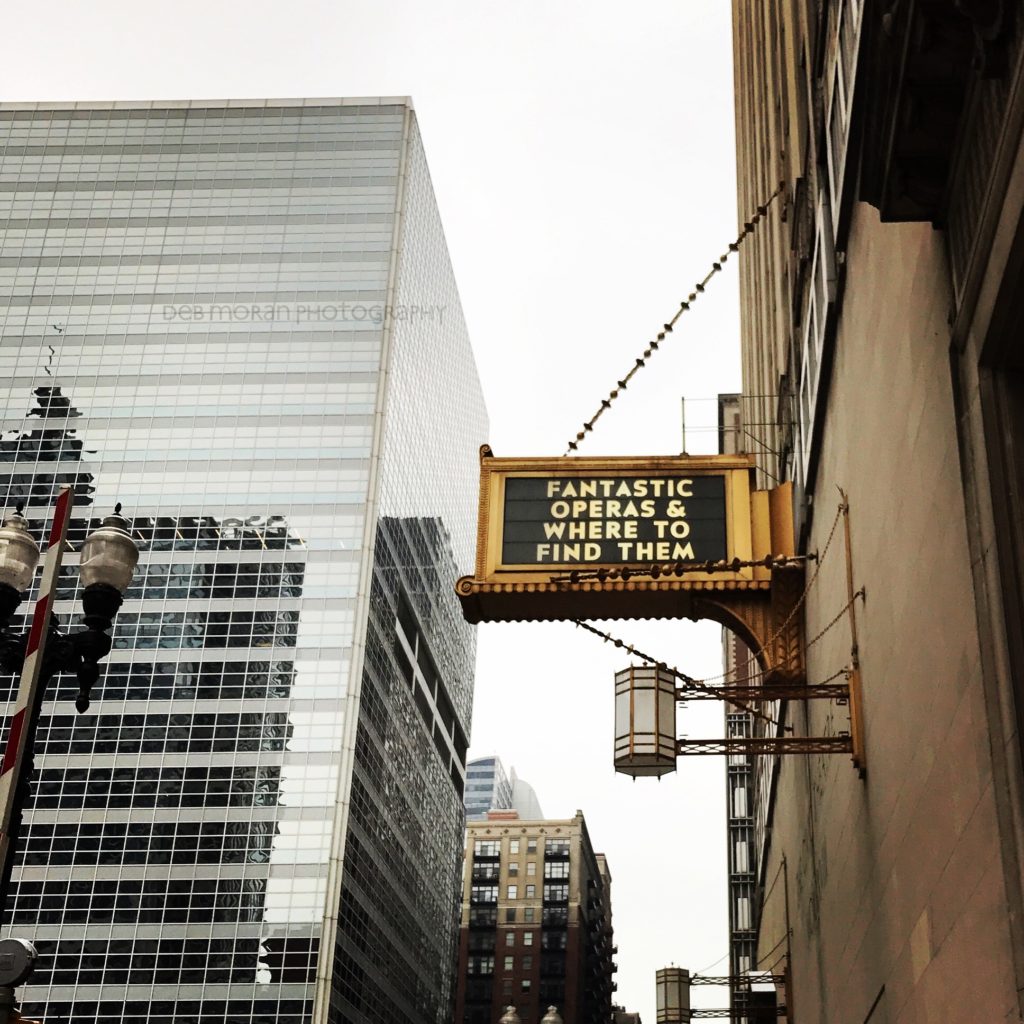 DEB MORAN PHOTOGRAPHY
FANTASTIC
OPERAS &
WHERE TO
FIND THEM